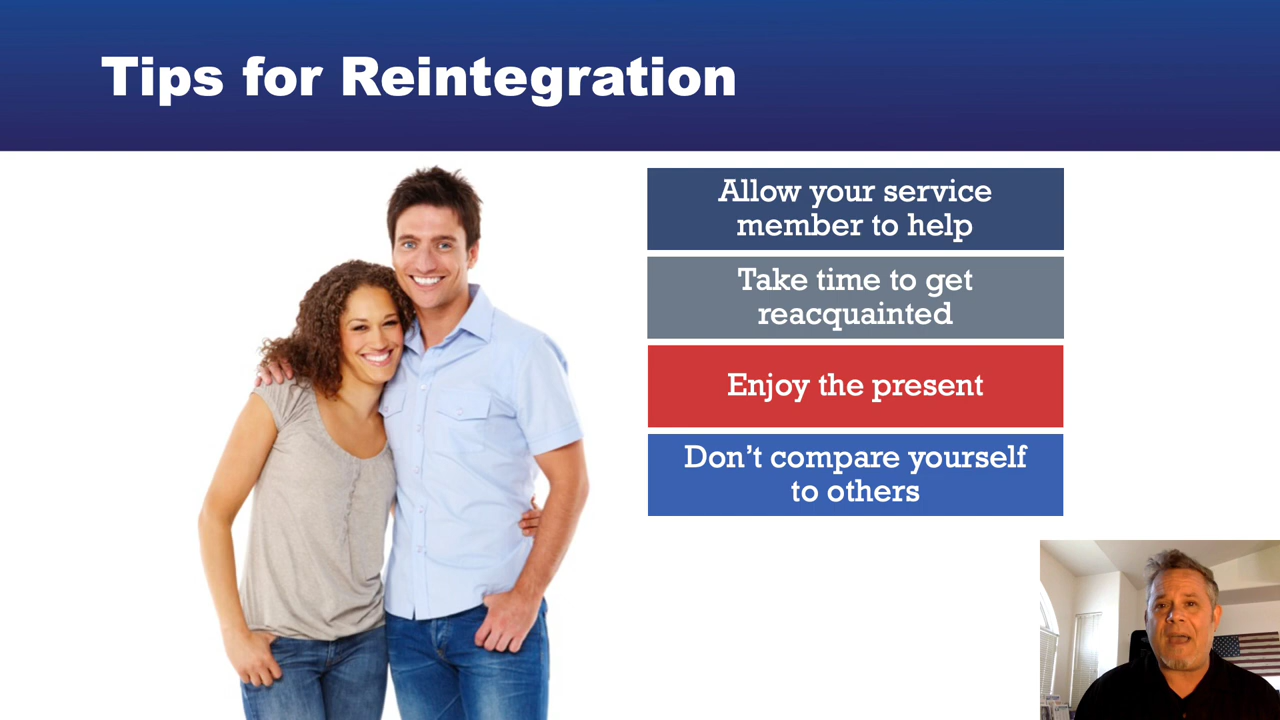 Tips for Reintegration
Allow your service
member to help
Take time to get
reacquainted
Enjoy the present
Don’t compare yourself
to others